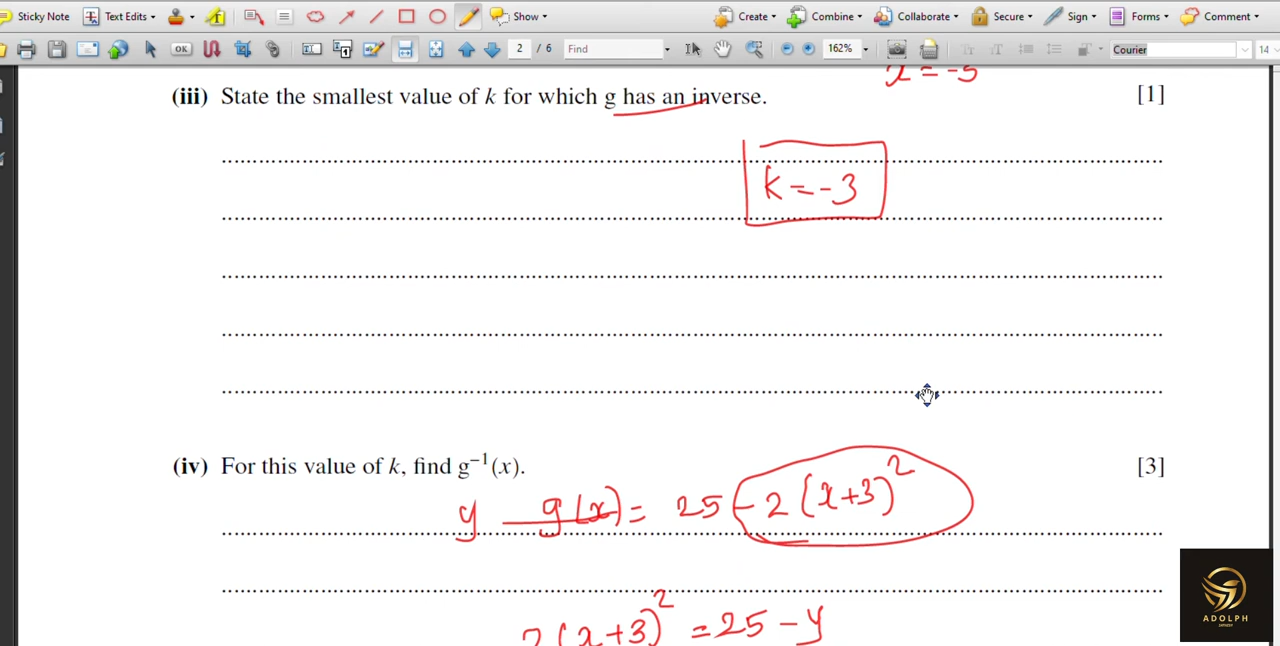 Sticky Note Text Edits T Show Create Combine Collaborate Secure Sign Forms Comment
OK 2 / 6 Find 162% Tr T Courier 14
x = -5
(iii) State the smallest value of k for which g has an inverse. [1]
k = -3
(iv) For this value of k, find g⁻¹(x). [3]
y g(x) = 25 - 2(x+3)²
2(x+3)² = 25 - y
ADOLPH